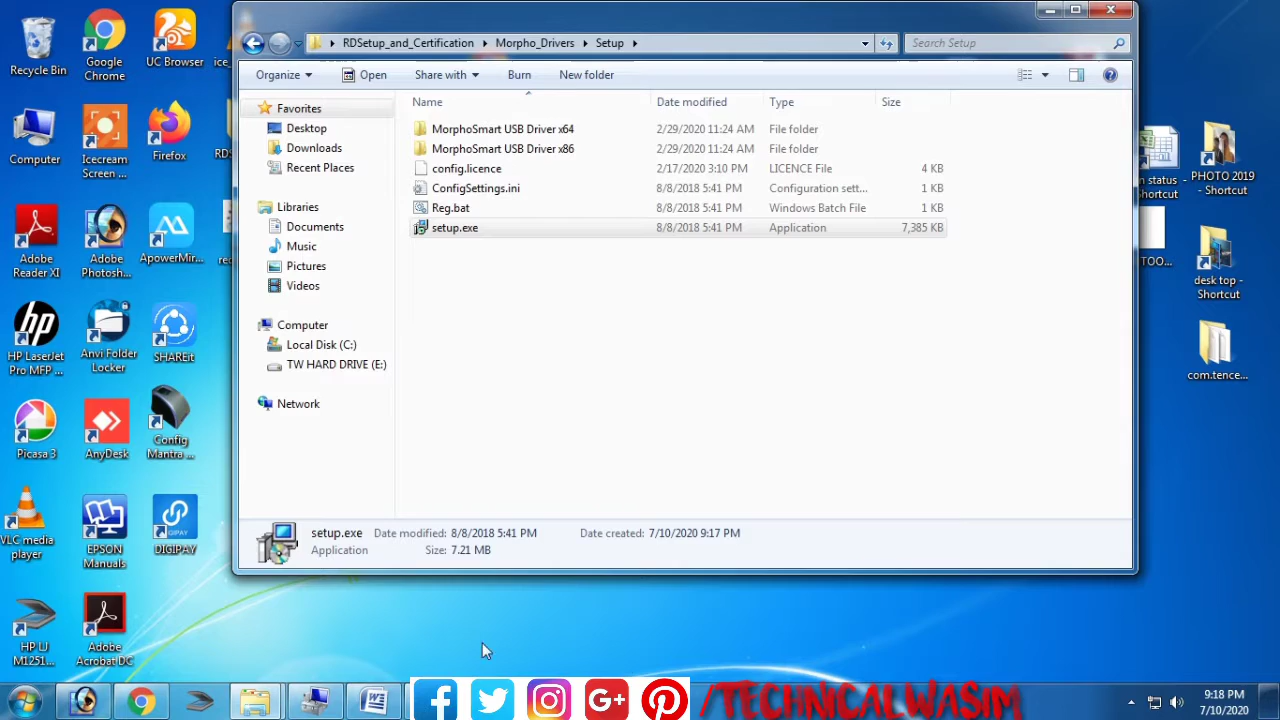 RDSetup_and_Certification Morpho_Drivers Setup
Search Setup
Organize Open Share with Burn New folder
Name Date modified Type Size
MorphoSmart USB Driver x64 2/29/2020 11:24 AM File folder
MorphoSmart USB Driver x86 2/29/2020 11:24 AM File folder
config.licence 2/17/2020 3:10 PM LICENCE File 4 KB
ConfigSettings.ini 8/8/2018 5:41 PM Configuration sett... 1 KB
Reg.bat 8/8/2018 5:41 PM Windows Batch File 1 KB
setup.exe 8/8/2018 5:41 PM Application 7,385 KB
Favorites
Desktop
Downloads
Recent Places
Libraries
Documents
Music
Pictures
Videos
Computer
Local Disk (C:)
TW HARD DRIVE (E:)
Network
setup.exe Date modified: 8/8/2018 5:41 PM Date created: 7/10/2020 9:17 PM
Application Size: 7.21 MB
Recycle Bin
Google
Chrome
UC Browser
Computer
Icecream
Screen ...
Firefox
Adobe
Reader XI
Adobe
Photosh...
ApowerMir...
HP LaserJet
Pro MFP ...
Anvi Folder
Locker
SHAREit
Picasa 3
AnyDesk
Config
Mantra ...
VLC media
player
EPSON
Manuals
DIGIPAY
HP LJ
M1251...
Adobe
Acrobat DC
status -
Shortcut
PHOTO 2019
- Shortcut
TOO...
desk top -
Shortcut
com.tence...
/TECHNICALWASIM
9:18 PM
7/10/2020